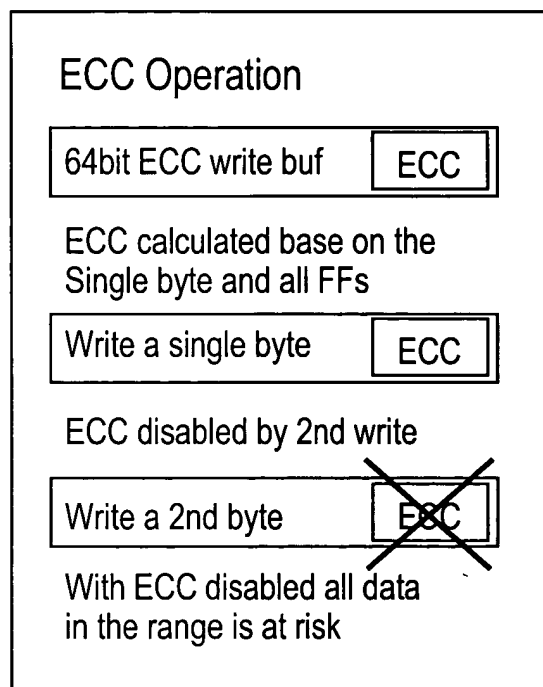 ECC Operation
64bit ECC write buf ECC
ECC calculated base on the
Single byte and all FFs
Write a single byte ECC
ECC disabled by 2nd write
Write a 2nd byte ECC
With ECC disabled all data
in the range is at risk